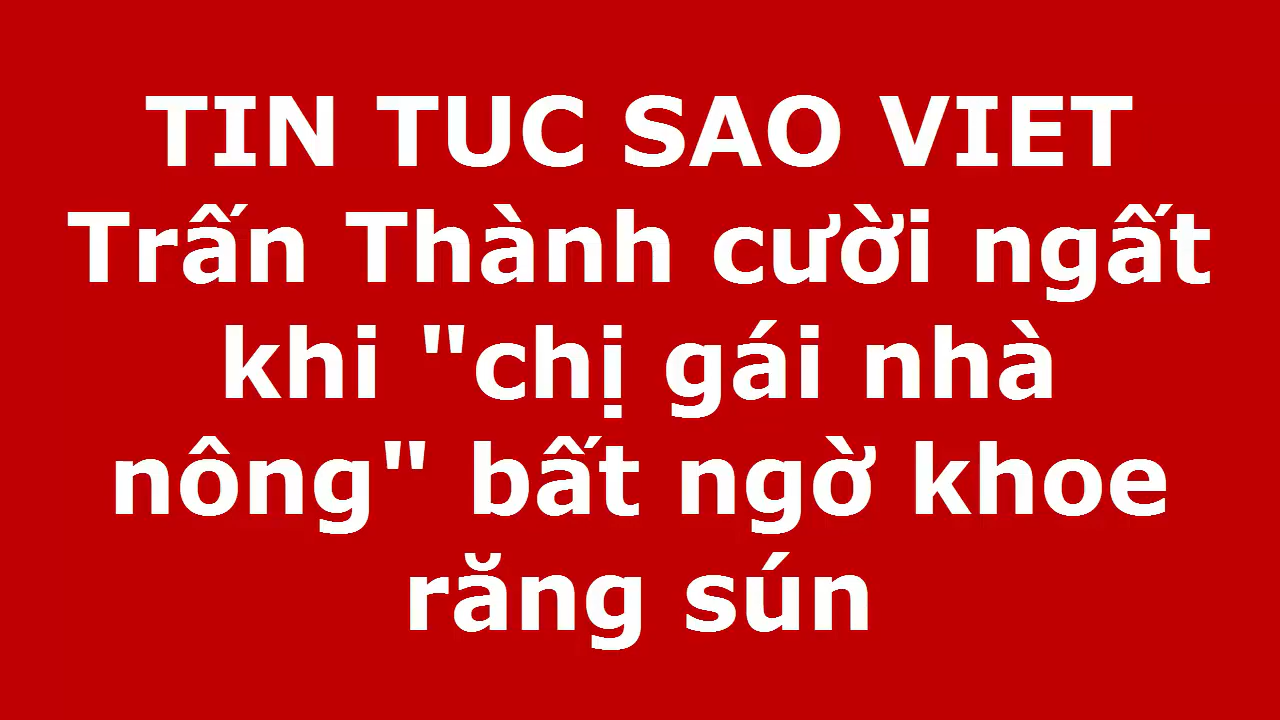 TIN TUC SAO VIET
Trấn Thành cười ngất
khi "chị gái nhà
nông" bất ngờ khoe
răng sún